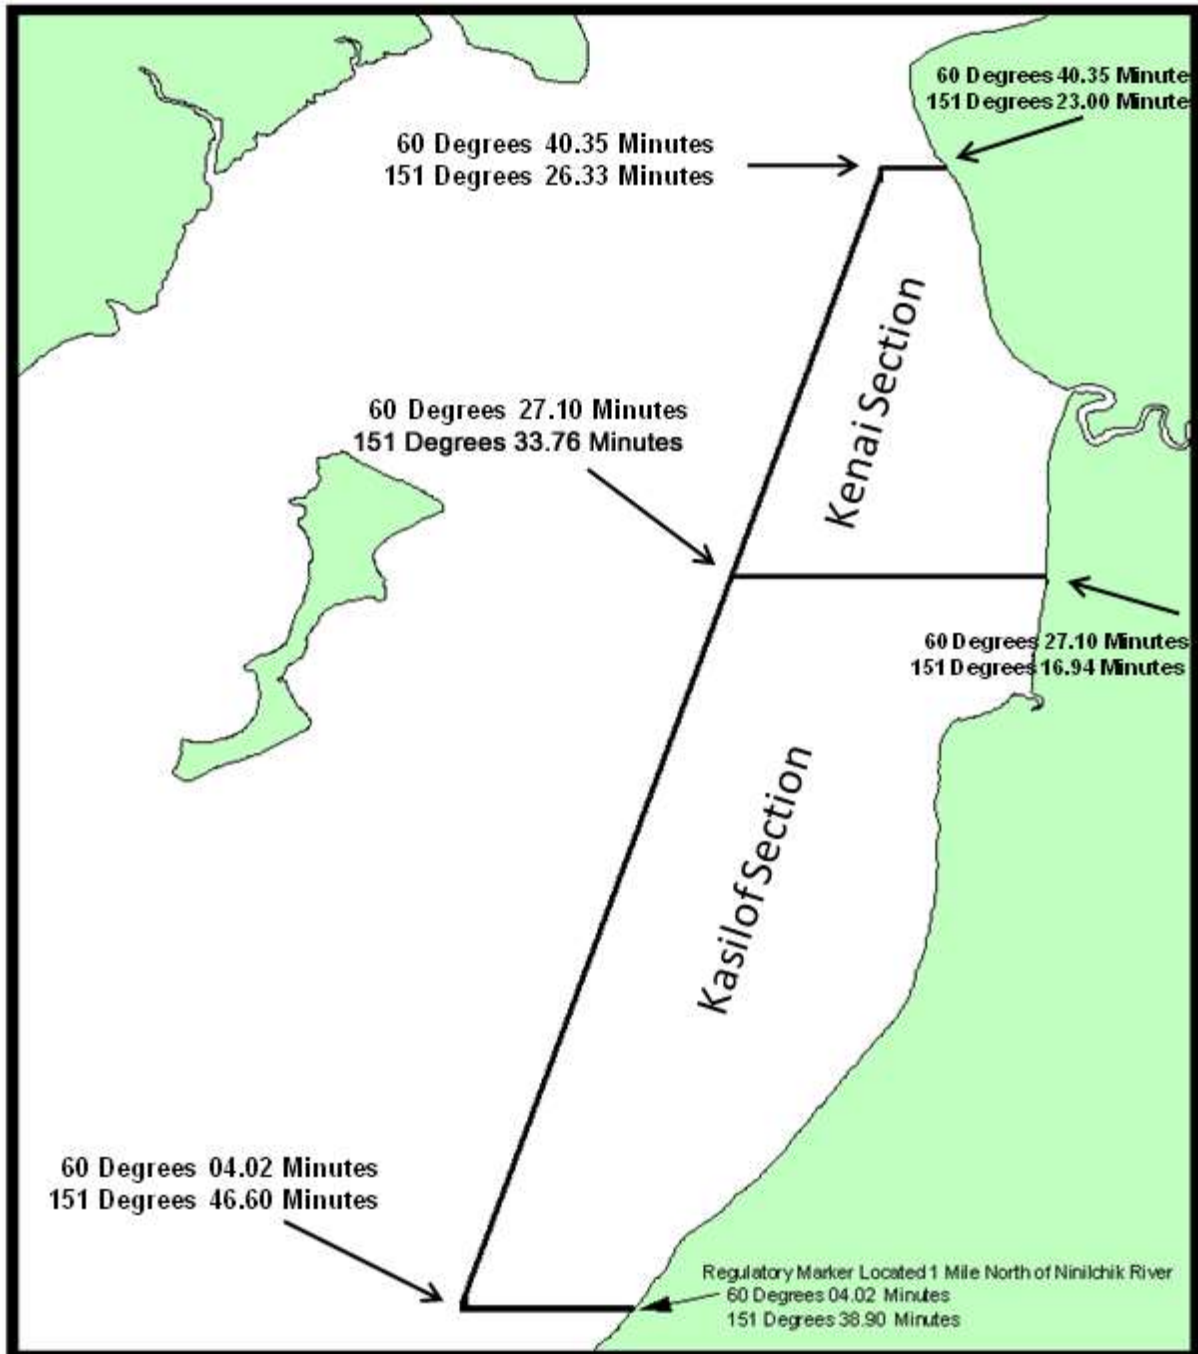 60 Degrees 40.35 Minutes
151 Degrees 23.00 Minutes
60 Degrees 40.35 Minutes
151 Degrees 26.33 Minutes
Kenai Section
60 Degrees 27.10 Minutes
151 Degrees 33.76 Minutes
60 Degrees 27.10 Minutes
151 Degrees 16.94 Minutes
Kasilof Section
60 Degrees 04.02 Minutes
151 Degrees 46.60 Minutes
Regulatory Marker Located 1 Mile North of Ninilchik River
60 Degrees 04.02 Minutes
151 Degrees 38.90 Minutes